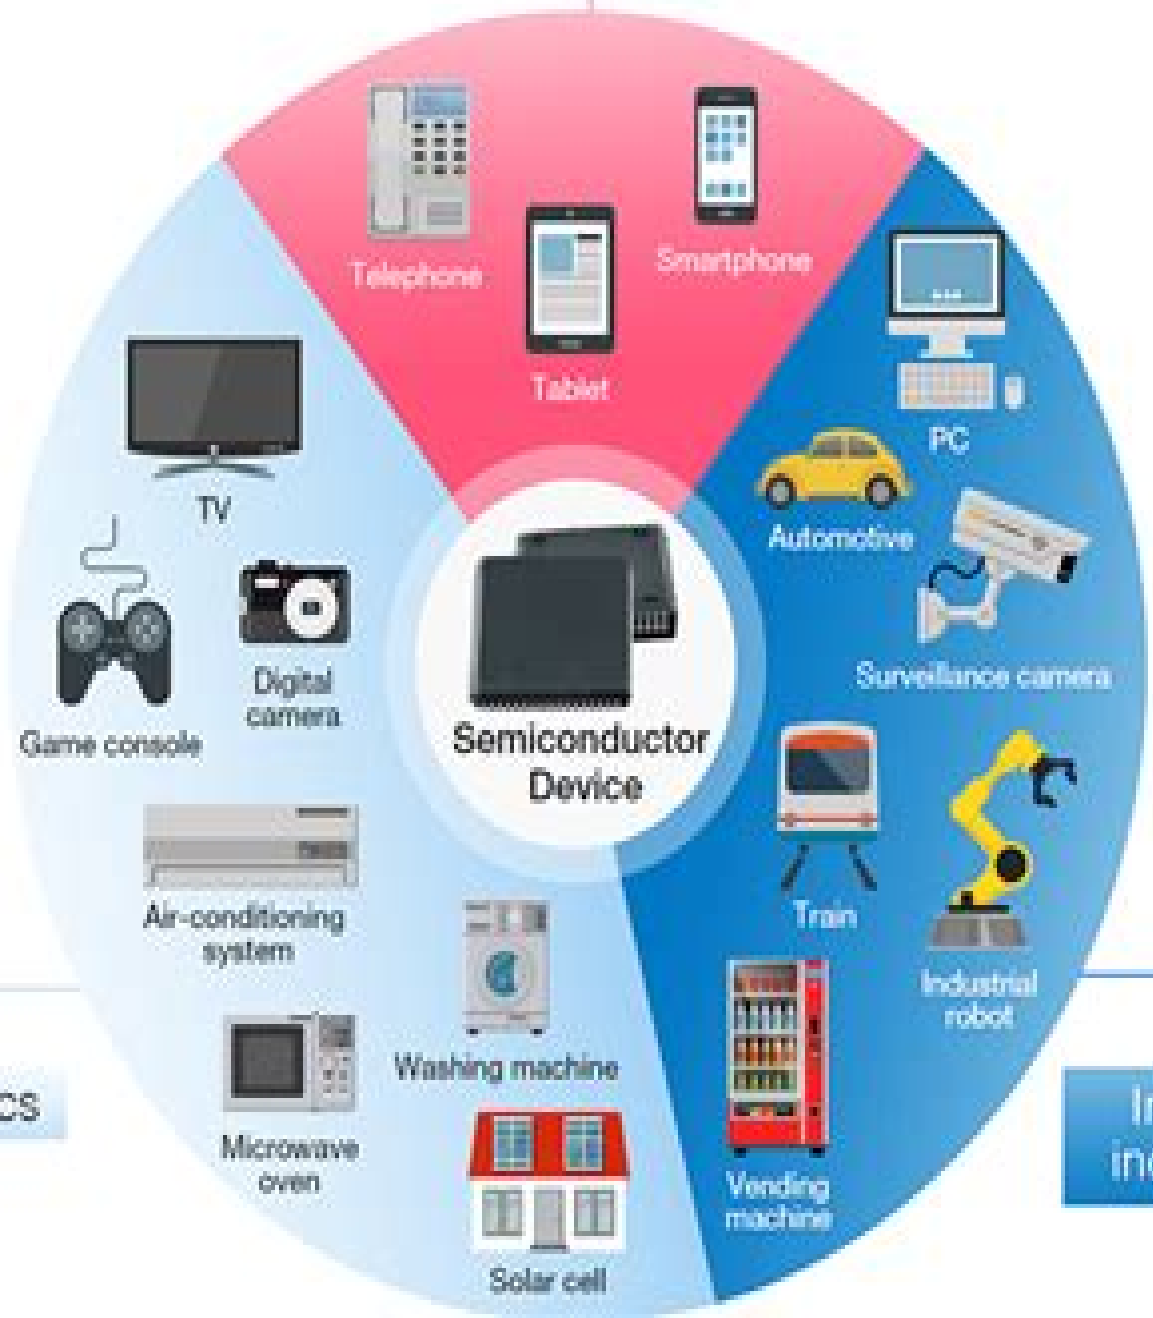 Telephone
Smartphone
Tablet
PC
TV
Automotive
Digital
camera
Surveillance camera
Game console
Semiconductor
Device
Air-conditioning
system
Train
Industrial
robot
Washing machine
Microwave
oven
Vending
machine
Solar cell